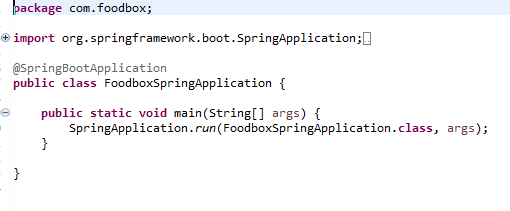 package com.foodbox;
import org.springframework.boot.SpringApplication;
@SpringBootApplication
public class FoodboxSpringApplication {
public static void main(String[] args) {
SpringApplication.run(FoodboxSpringApplication.class, args);
}
}